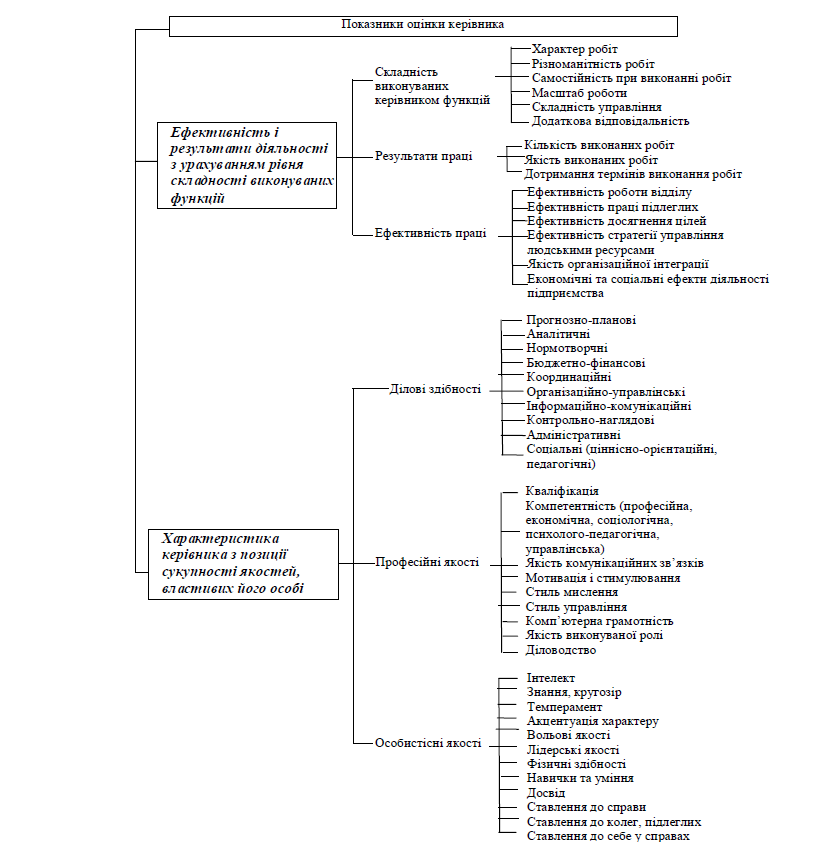 Показники оцінки керівника
Ефективність і
результати діяльності
з урахуванням рівня
складності виконуваних
функцій
Складність
виконуваних
керівником функцій
Характер робіт
Різноманітність робіт
Самостійність при виконанні робіт
Масштаб роботи
Складність управління
Додаткова відповідальність
Результати праці
Кількість виконаних робіт
Якість виконаних робіт
Дотримання термінів виконання робіт
Ефективність праці
Ефективність роботи відділу
Ефективність праці підлеглих
Ефективність досягнення цілей
Ефективність стратегії управління
людськими ресурсами
Якість організаційної інтеграції
Економічні та соціальні ефекти діяльності
підприємства
Характеристика
керівника з позиції
сукупності якостей,
властивих його особі
Ділові здібності
Прогнозно-планові
Аналітичні
Нормотворчні
Бюджетно-фінансові
Координаційні
Організаційно-управлінські
Інформаційно-комунікаційні
Контрольно-наглядові
Адміністративні
Соціальні (ціннісно-орієнтаційні,
педагогічні)
Професійні якості
Кваліфікація
Компетентність (професійна,
економічна, соціологічна,
психолого-педагогічна,
управлінська)
Якість комунікаційних зв’язків
Мотивація і стимулювання
Стиль мислення
Стиль управління
Комп’ютерна грамотність
Якість виконуваної ролі
Діловодство
Особистісні якості
Інтелект
Знання, кругозір
Темперамент
Акцентуація характеру
Вольові якості
Лідерські якості
Фізичні здібності
Навички та уміння
Досвід
Ставлення до справи
Ставлення до колег, підлеглих
Ставлення до себе у справах